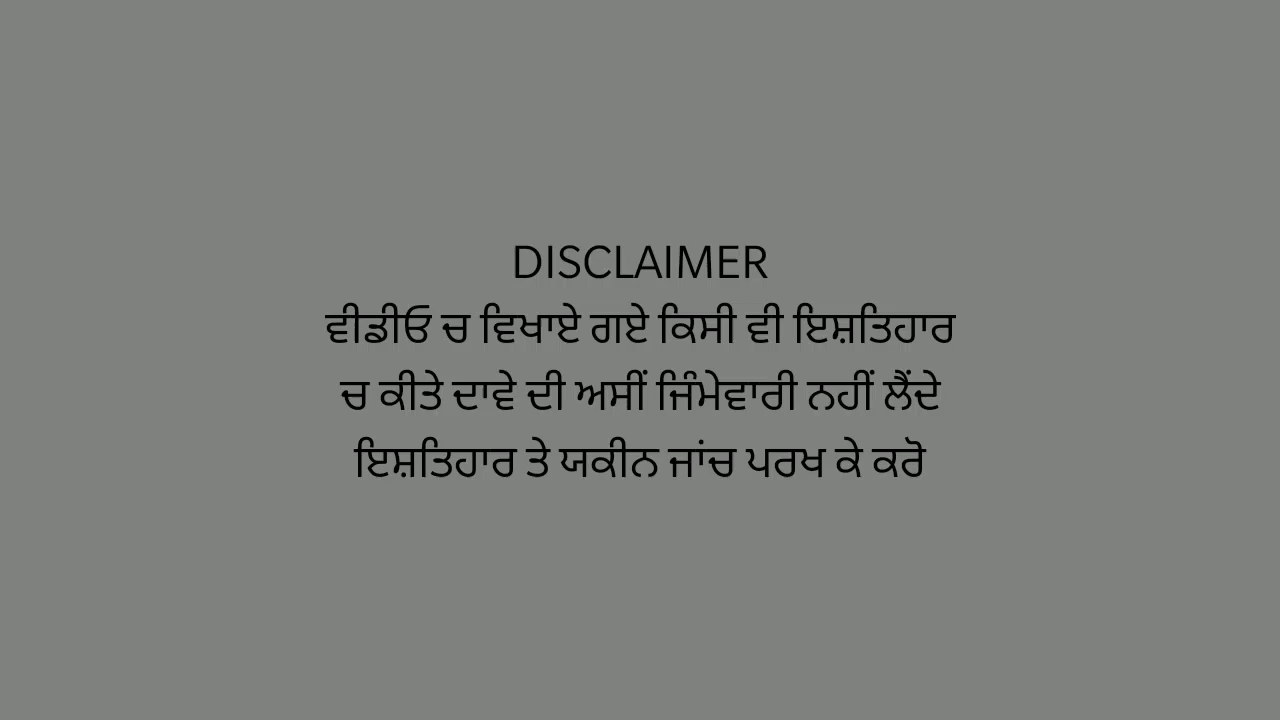 DISCLAIMER
ਵੀਡੀਓ ਚ ਵਿਖਾਏ ਗਏ ਕਿਸੀ ਵੀ ਇਸ਼ਤਿਹਾਰ
ਚ ਕੀਤੇ ਦਾਵੇ ਦੀ ਅਸੀਂ ਜਿੰਮੇਵਾਰੀ ਨਹੀਂ ਲੈਂਦੇ
ਇਸ਼ਤਿਹਾਰ ਤੇ ਯਕੀਨ ਜਾਂਚ ਪਰਖ ਕੇ ਕਰੋ